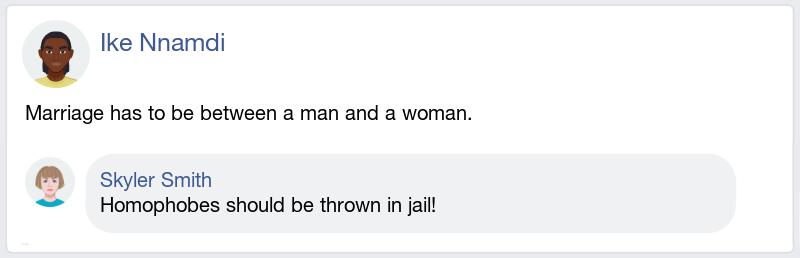 Ike Nnamdi
Marriage has to be between a man and a woman.
Skyler Smith
Homophobes should be thrown in jail!